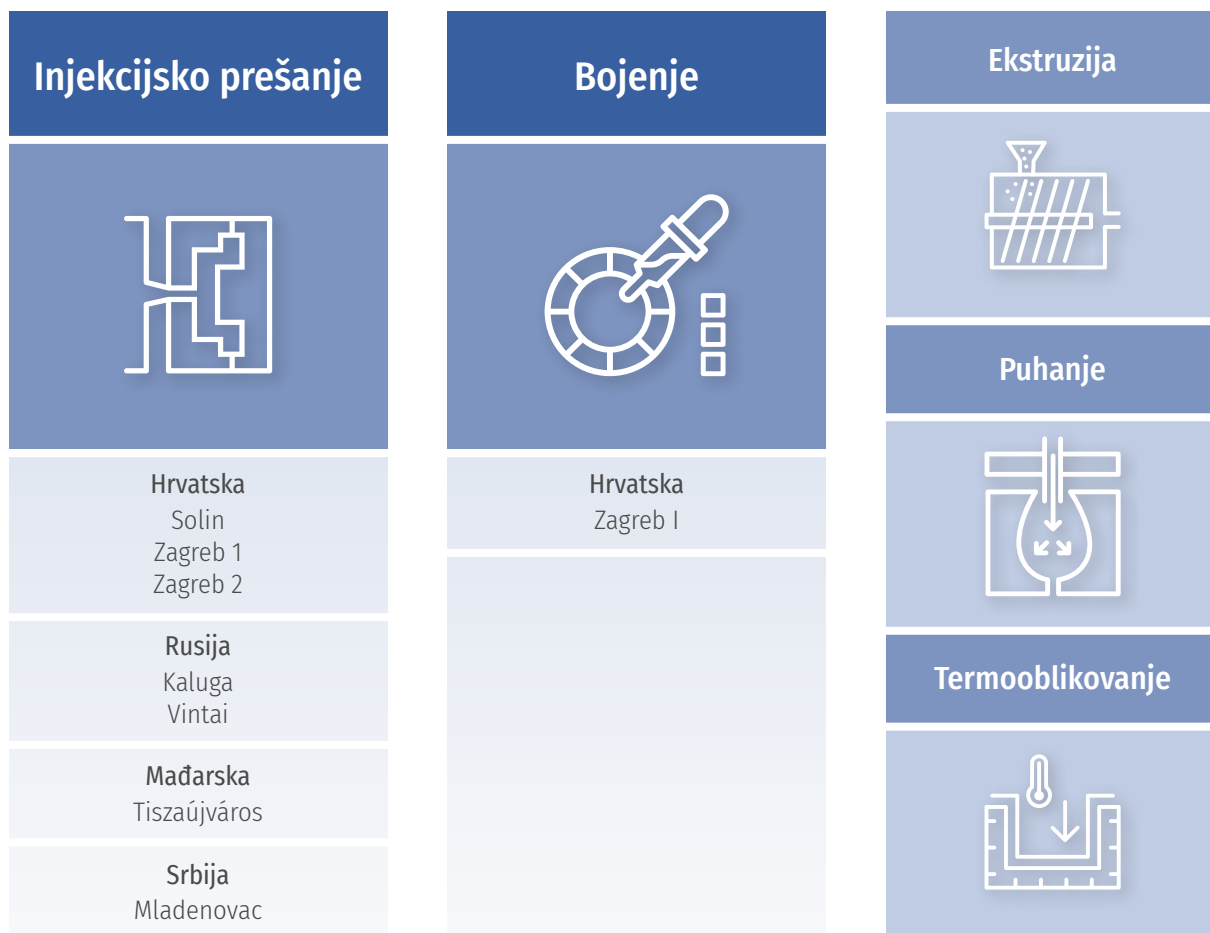 Injekcijsko prešanje
Hrvatska
Solin
Zagreb 1
Zagreb 2
Rusija
Kaluga
Vintai
Mađarska
Tiszaújváros
Srbija
Mladenovac
Bojenje
Hrvatska
Zagreb I
Ekstruzija
Puhanje
Termooblikovanje